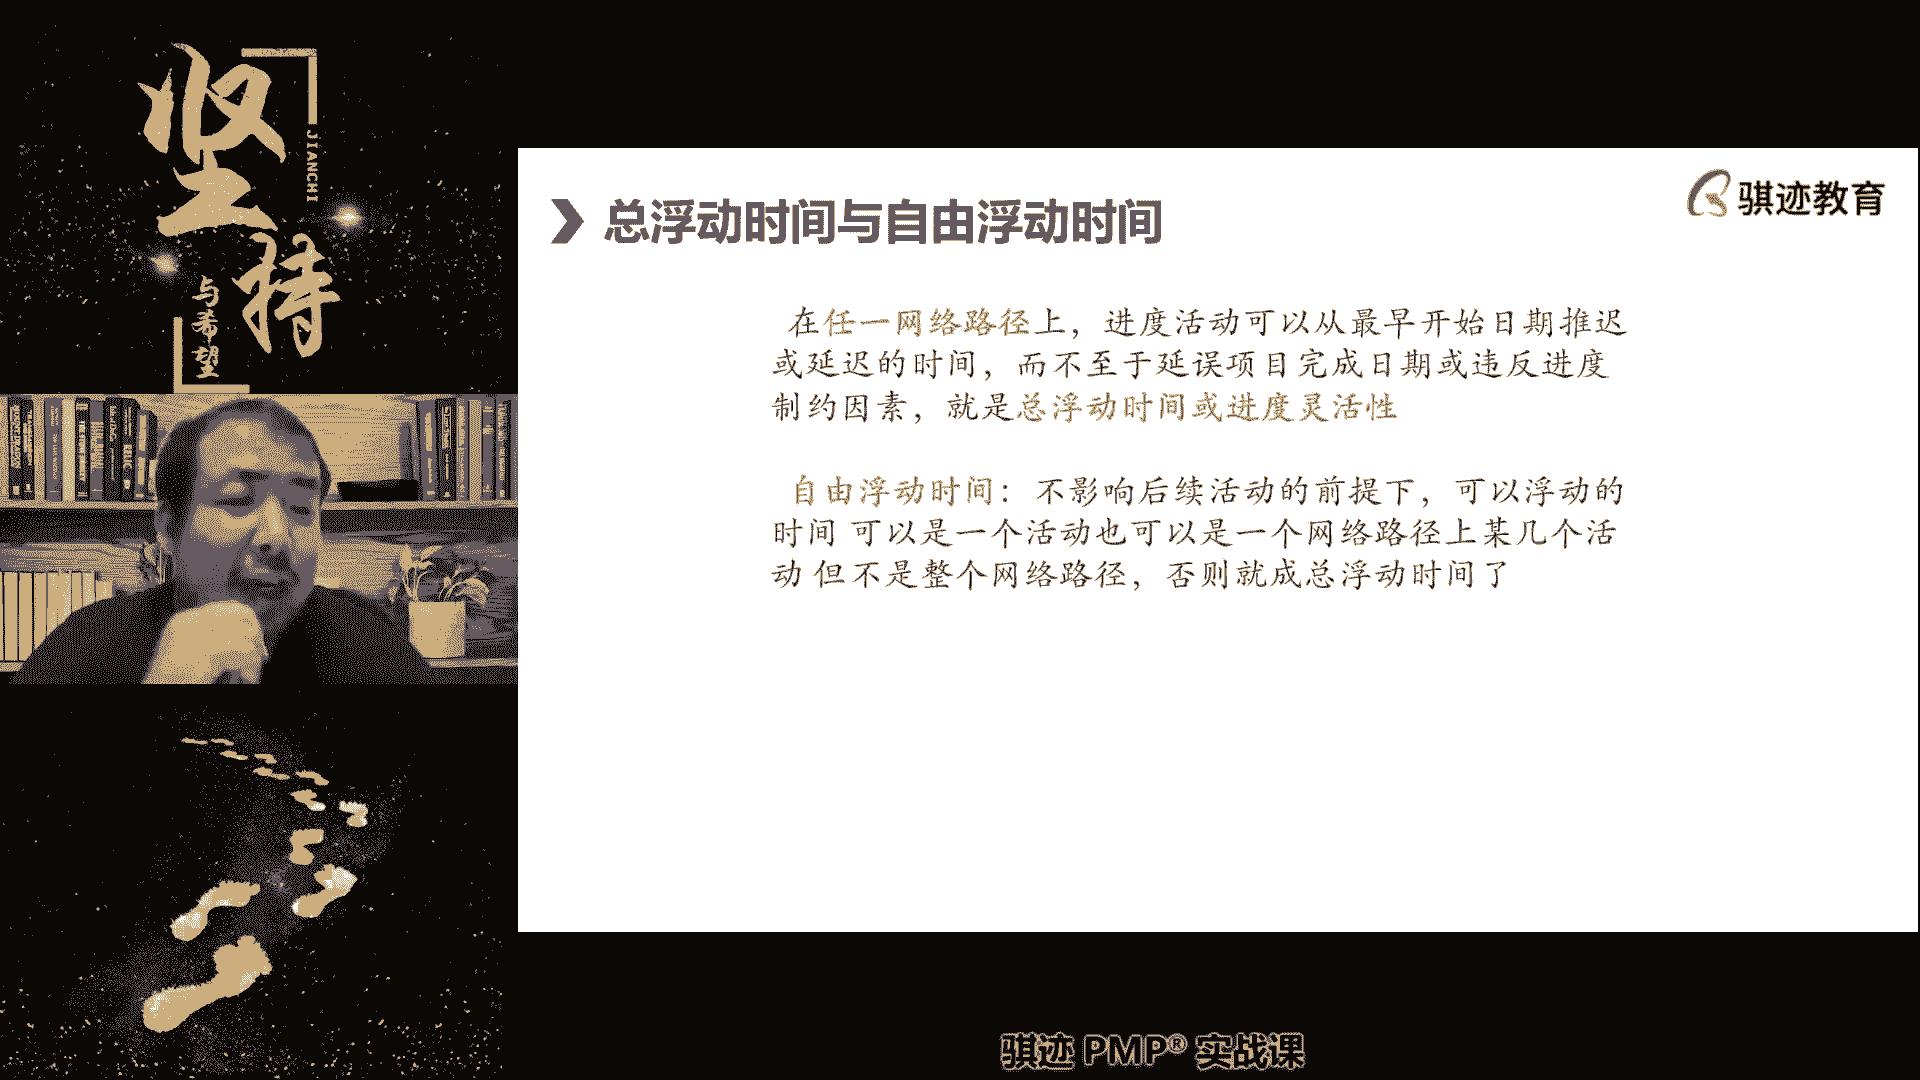 坚持
JIANCHI
与希望
骐迹教育
总浮动时间与自由浮动时间
在任一网络路径上，进度活动可以从最早开始日期推迟
或延迟的时间，而不至于延误项目完成日期或违反进度
制约因素，就是总浮动时间或进度灵活性
自由浮动时间：不影响后续活动的前提下，可以浮动的
时间 可以是一个活动也可以是一个网络路径上某几个活
动 但不是整个网络路径，否则就成总浮动时间了
骐迹 PMP® 实战课